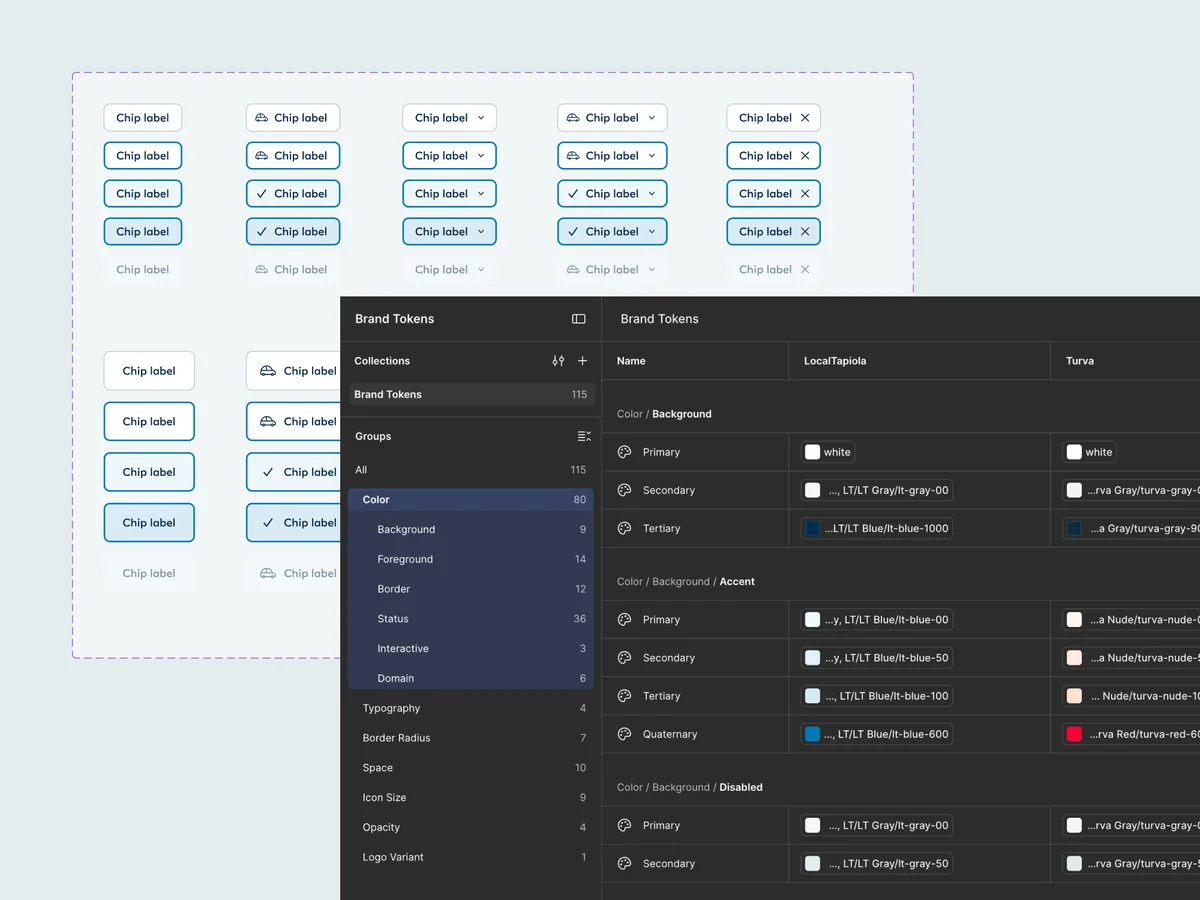 Chip label Chip label Chip label Chip label Chip label
Chip label Chip label Chip label Chip label Chip label
Chip label Chip label Chip label Chip label Chip label
Chip label Chip label Chip label Chip label Chip label
Chip label Chip label Chip label Chip label Chip label
Chip label Chip label
Chip label Chip label
Chip label Chip label
Chip label Chip label
Chip label Chip label
Brand Tokens
Collections
Brand Tokens 115
Groups
All 115
Color 80
Background 9
Foreground 14
Border 12
Status 36
Interactive 3
Domain 6
Typography 4
Border Radius 7
Space 10
Icon Size 9
Opacity 4
Logo Variant 1
Brand Tokens
Name LocalTapiola Turva
Color / Background
Primary white white
Secondary ..., LT/LT Gray/lt-gray-00 ...rva Gray/turva-gray-0
Tertiary ...LT/LT Blue/lt-blue-1000 ...a Gray/turva-gray-90
Color / Background / Accent
Primary ...y, LT/LT Blue/lt-blue-00 ...a Nude/turva-nude-0
Secondary ...y, LT/LT Blue/lt-blue-50 ...a Nude/turva-nude-5
Tertiary ..., LT/LT Blue/lt-blue-100 ... Nude/turva-nude-10
Quaternary ..., LT/LT Blue/lt-blue-600 ...rva Red/turva-red-60
Color / Background / Disabled
Primary ..., LT/LT Gray/lt-gray-00 ...rva Gray/turva-gray-0
Secondary ..., LT/LT Gray/lt-gray-50 ...rva Gray/turva-gray-5